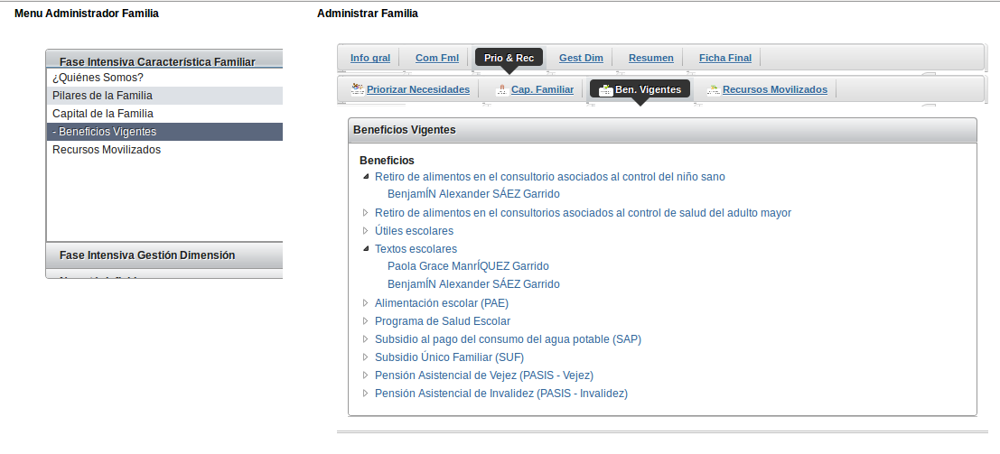 Menu Administrador Familia
Administrar Familia
Fase Intensiva Característica Familiar
¿Quiénes Somos?
Pilares de la Familia
Capital de la Familia
- Beneficios Vigentes
Recursos Movilizados
Fase Intensiva Gestión Dimensión
Info gral
Com Fml
Prio & Rec
Gest Dim
Resumen
Ficha Final
Priorizar Necesidades
Cap. Familiar
Ben. Vigentes
Recursos Movilizados
Beneficios Vigentes
Beneficios
Retiro de alimentos en el consultorio asociados al control del niño sano
BenjamÍN Alexander SÁEZ Garrido
Retiro de alimentos en el consultorios asociados al control de salud del adulto mayor
Útiles escolares
Textos escolares
Paola Grace ManrÍQUEZ Garrido
BenjamÍN Alexander SÁEZ Garrido
Alimentación escolar (PAE)
Programa de Salud Escolar
Subsidio al pago del consumo del agua potable (SAP)
Subsidio Único Familiar (SUF)
Pensión Asistencial de Vejez (PASIS - Vejez)
Pensión Asistencial de Invalidez (PASIS - Invalidez)